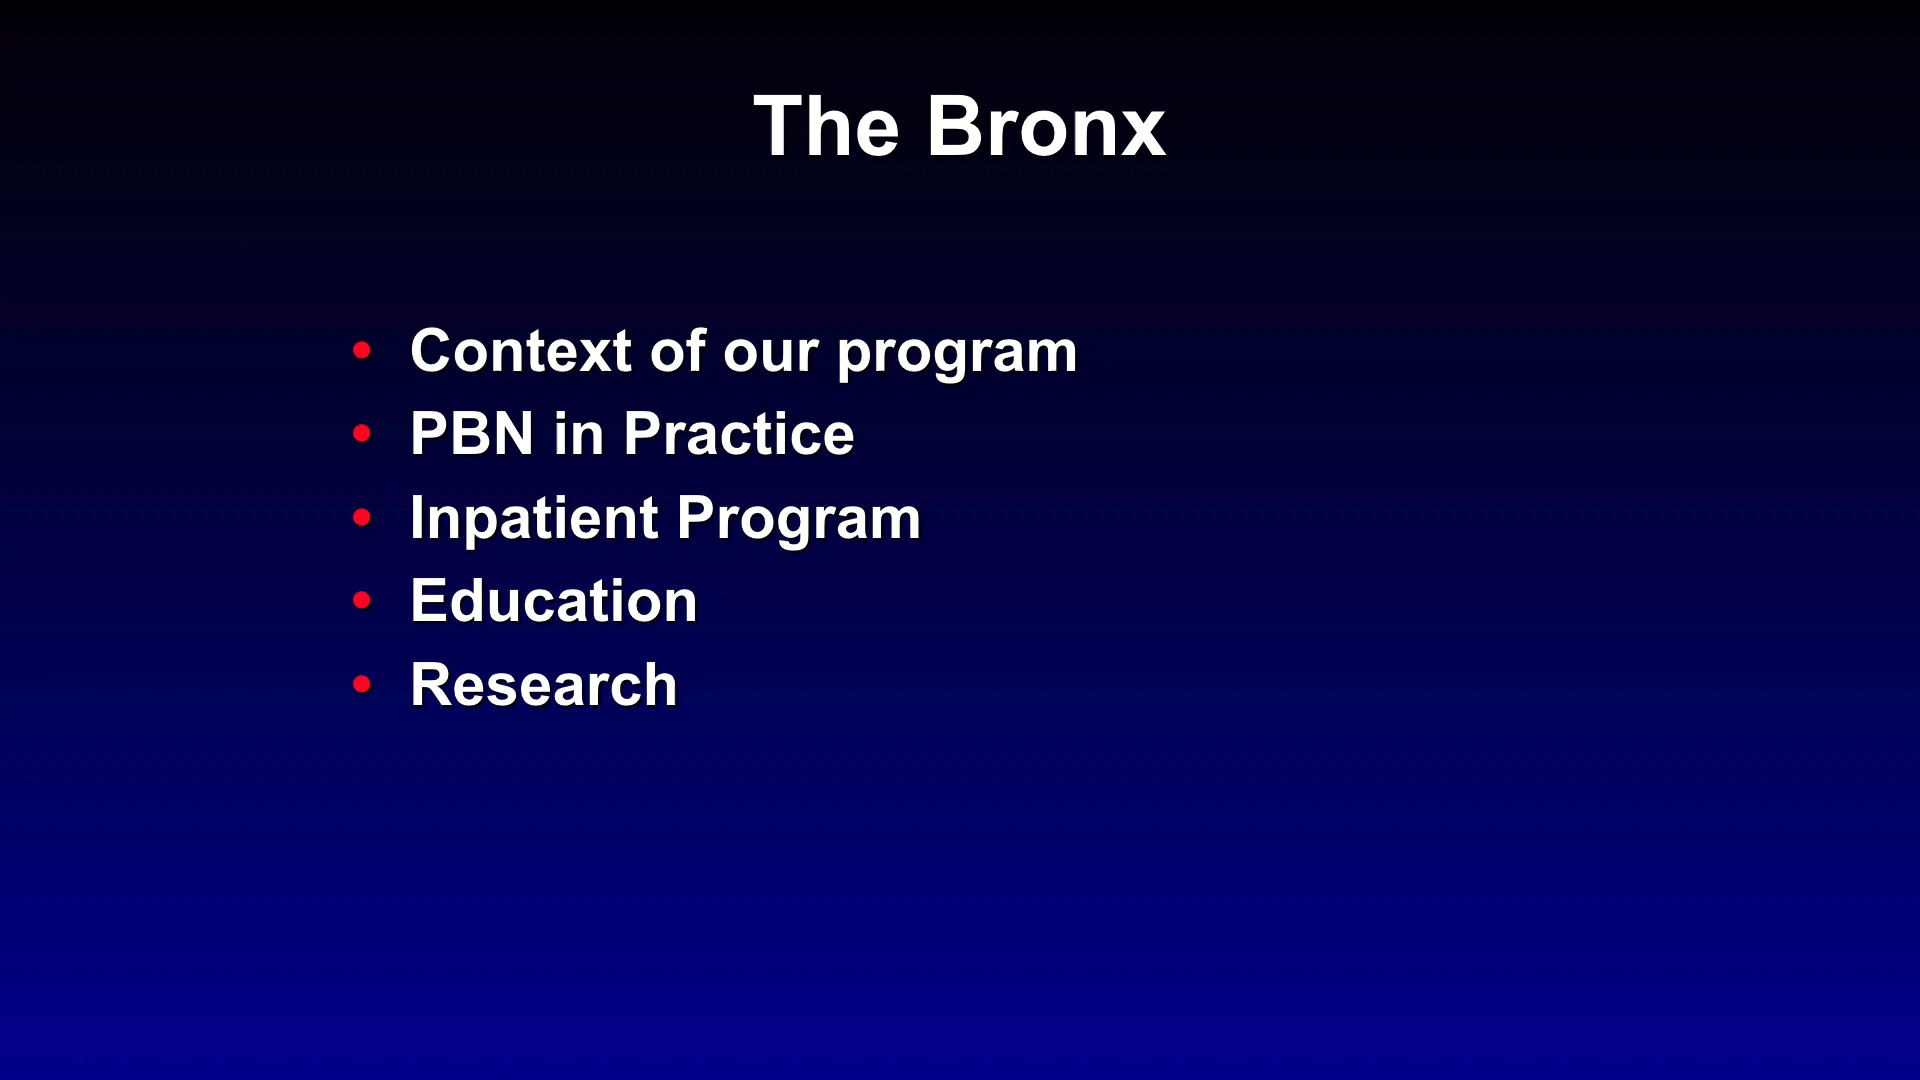 The Bronx
• Context of our program
• PBN in Practice
• Inpatient Program
• Education
• Research